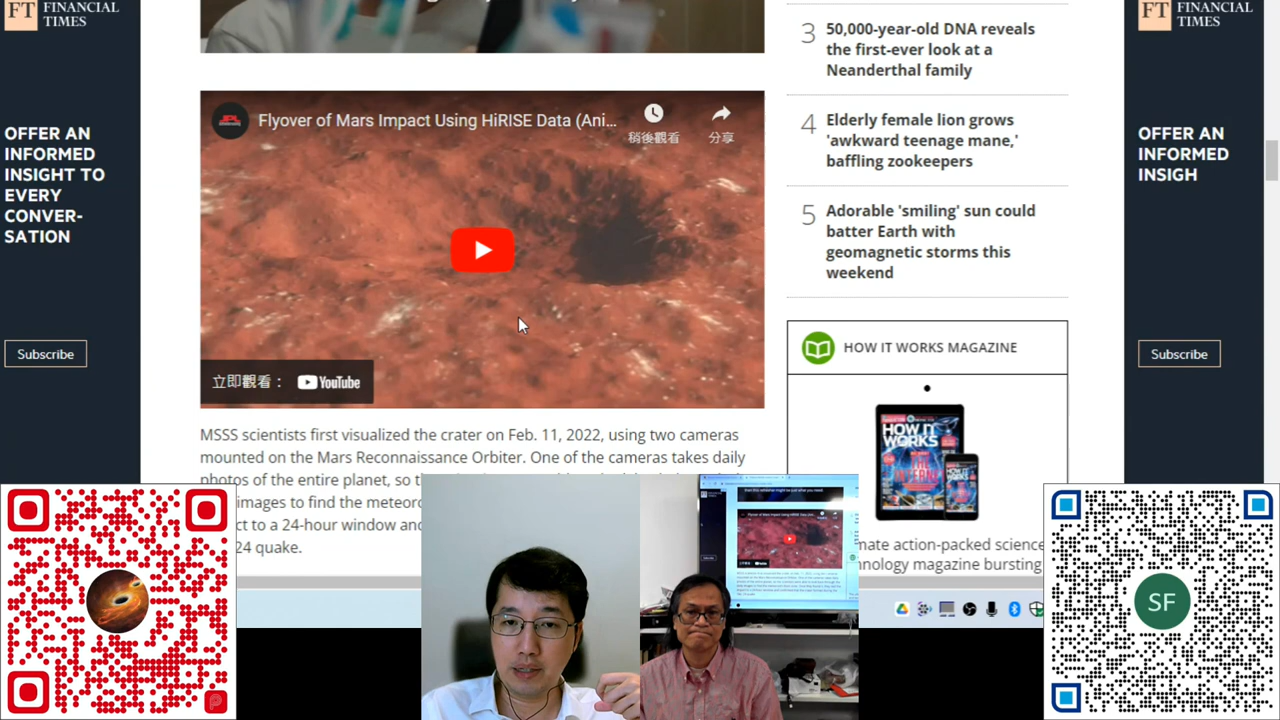 FT FINANCIAL
TIMES
OFFER AN
INFORMED
INSIGHT TO
EVERY
CONVER-
SATION
Subscribe
Flyover of Mars Impact Using HiRISE Data (Ani...
稍後觀看
分享
立即觀看：
YouTube
MSSS scientists first visualized the crater on Feb. 11, 2022, using two cameras
mounted on the Mars Reconnaissance Orbiter. One of the cameras takes daily
photos of the entire planet, so t
images to find the meteoro
ct to a 24-hour window and
24 quake.
3 50,000-year-old DNA reveals
the first-ever look at a
Neanderthal family
4 Elderly female lion grows
'awkward teenage mane,'
baffling zookeepers
5 Adorable 'smiling' sun could
batter Earth with
geomagnetic storms this
weekend
HOW IT WORKS MAGAZINE
HOW IT
WORKS
mate action-packed science
nology magazine bursting
FT FINANCIAL
TIMES
OFFER AN
INFORMED
INSIGH
Subscribe
SF